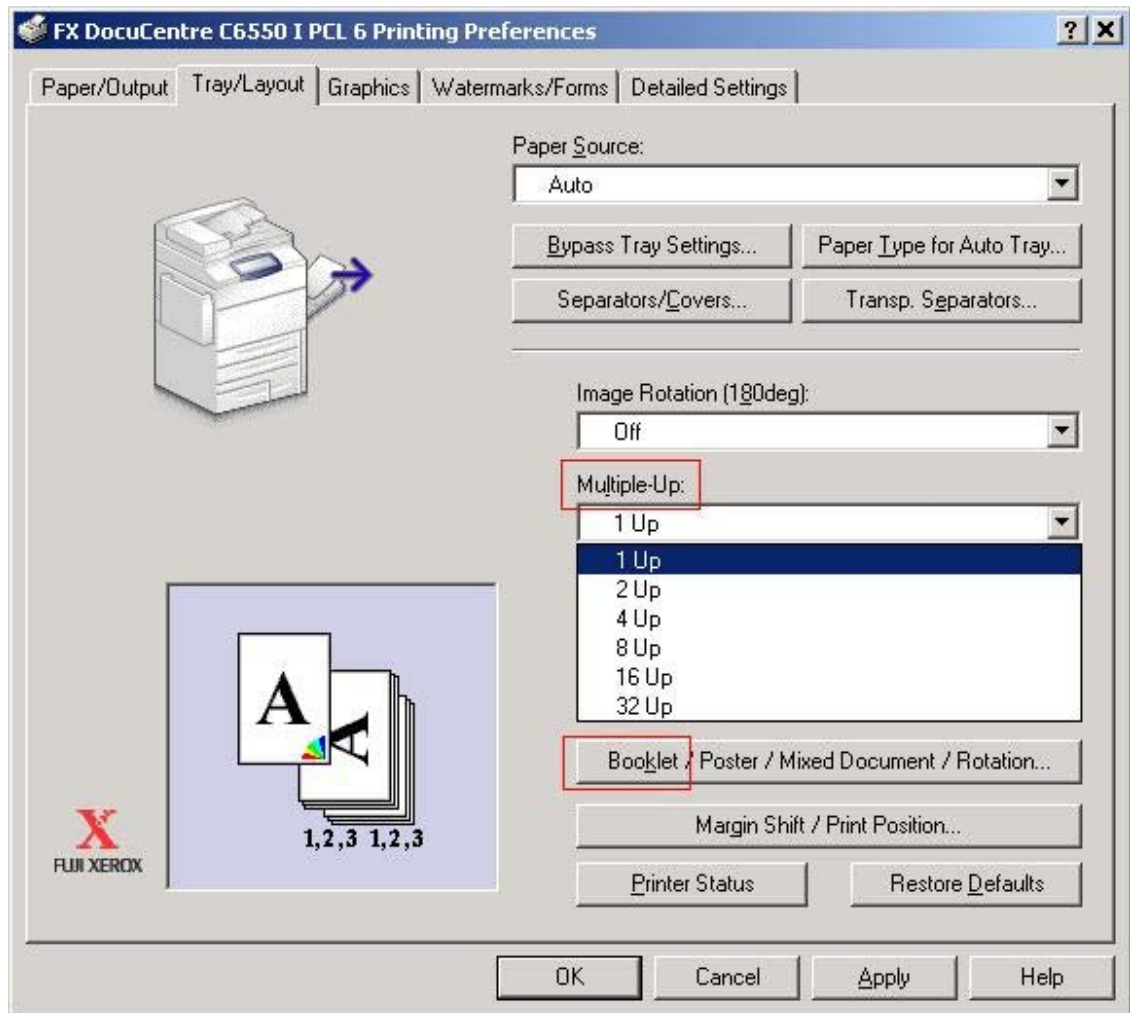 FX DocuCentre C6550 I PCL 6 Printing Preferences
Paper/Output Tray/Layout Graphics Watermarks/Forms Detailed Settings
Paper Source:
Auto
Bypass Tray Settings... Paper Type for Auto Tray...
Separators/Covers... Transp. Separators...
Image Rotation (180deg):
Off
Multiple-Up:
1 Up
1 Up
2 Up
4 Up
8 Up
16 Up
32 Up
A
A
1,2,3 1,2,3
FUJI XEROX
Booklet / Poster / Mixed Document / Rotation...
Margin Shift / Print Position...
Printer Status Restore Defaults
OK Cancel Apply Help